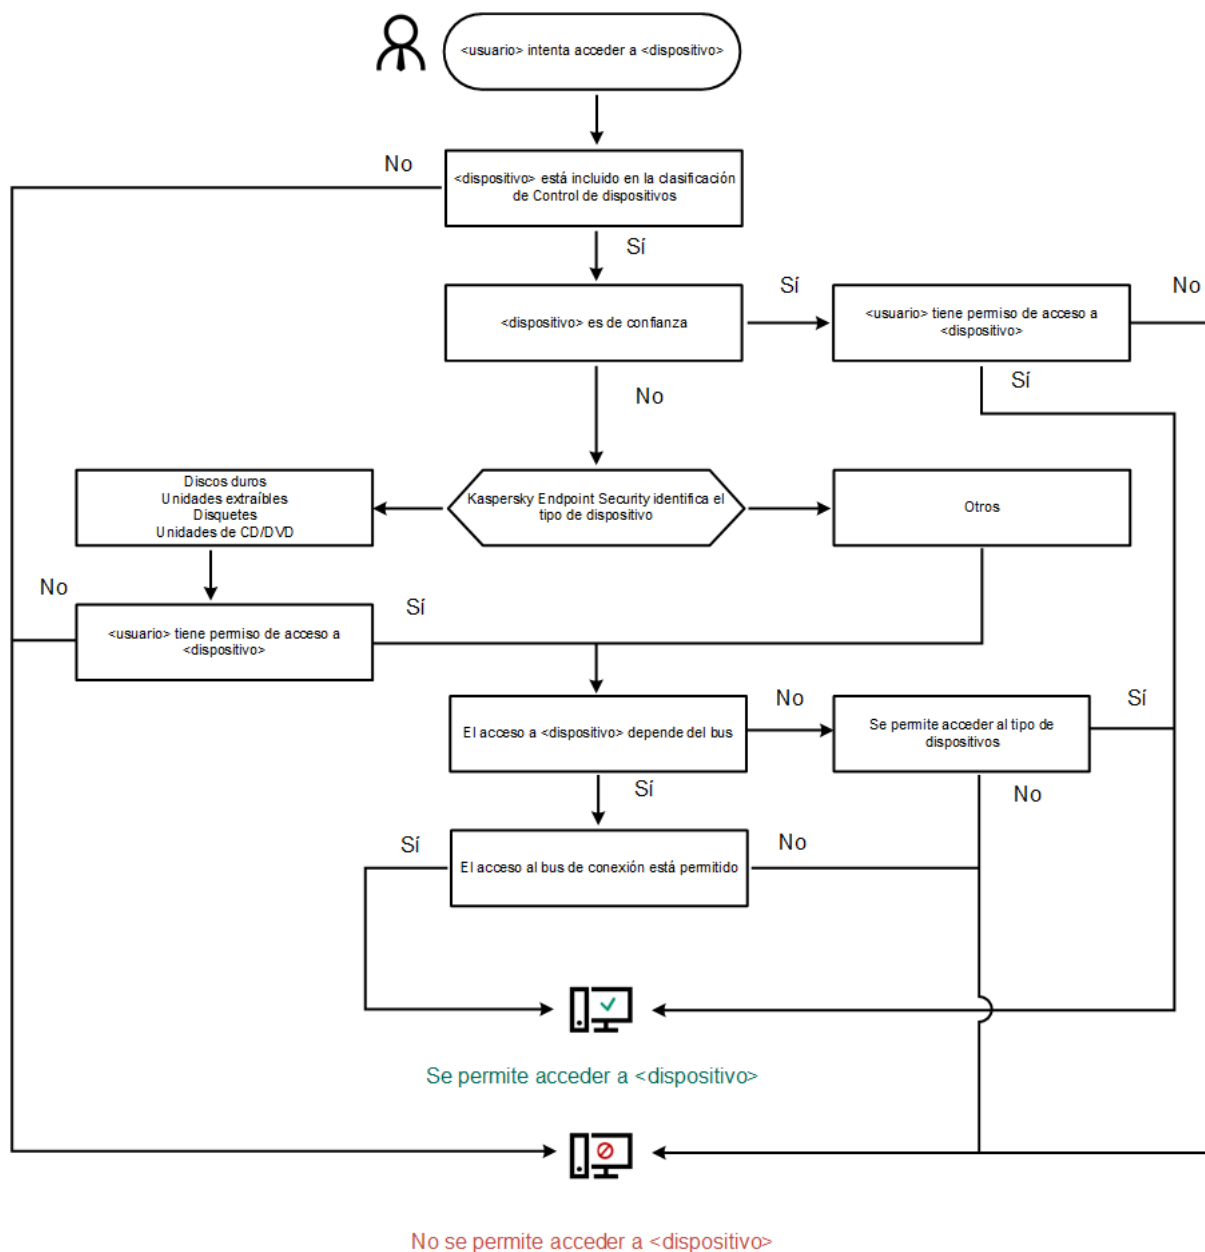 <usuario> intenta acceder a <dispositivo>
No
<dispositivo> está incluido en la clasificación
de Control de dispositivos
Sí
<dispositivo> es de confianza
Sí
<usuario> tiene permiso de acceso a
<dispositivo>
No
Sí
No
Discos duros
Unidades extraíbles
Disquetes
Unidades de CD/DVD
Kaspersky Endpoint Security identifica el
tipo de dispositivo
Otros
No
<usuario> tiene permiso de acceso a
<dispositivo>
Sí
El acceso a <dispositivo> depende del bus
No
Se permite acceder al tipo de
dispositivos
Sí
Sí
No
Sí
El acceso al bus de conexión está permitido
No
Se permite acceder a <dispositivo>
No se permite acceder a <dispositivo>